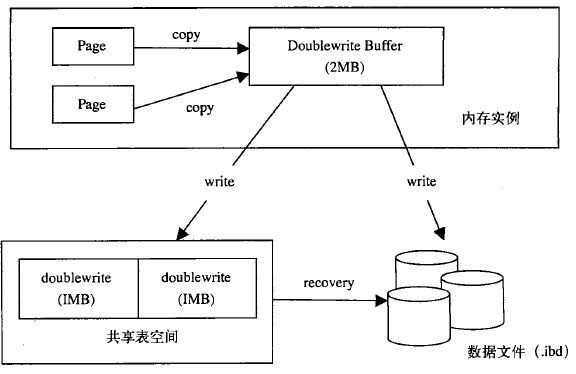 Page
copy
Doublewrite Buffer
(2MB)
Page
copy
内存实例
write
write
doublewrite
(IMB)
doublewrite
(IMB)
recovery
共享表空间
数据文件（.ibd）